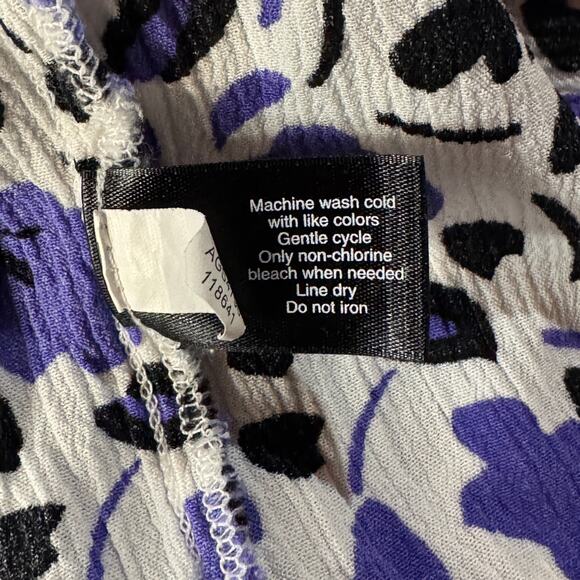 Machine wash cold
with like colors
Gentle cycle
Only non-chlorine
bleach when needed
Line dry
Do not iron